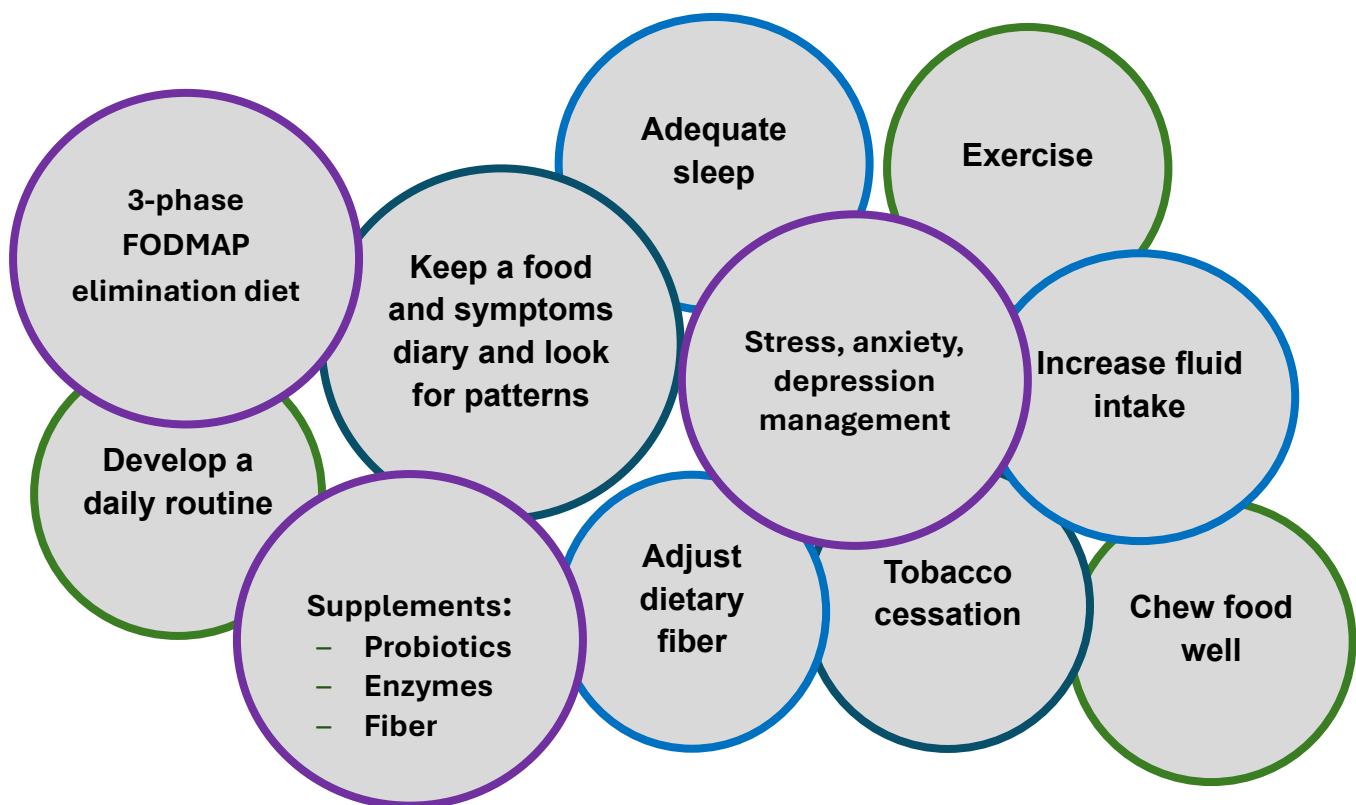 Adequate
sleep
Exercise
3-phase
FODMAP
elimination diet
Keep a food
and symptoms
diary and look
for patterns
Stress, anxiety,
depression
management
Increase fluid
intake
Develop a
daily routine
Supplements:
– Probiotics
– Enzymes
– Fiber
Adjust
dietary
fiber
Tobacco
cessation
Chew food
well